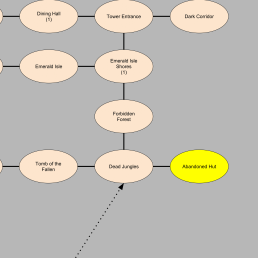 Dining Hall
(1)
Tower Entrance
Dark Corridor
Emerald Isle
Emerald Isle
Shores
(1)
Forbidden
Forest
Tomb of the
Fallen
Dead Jungles
Abandoned Hut